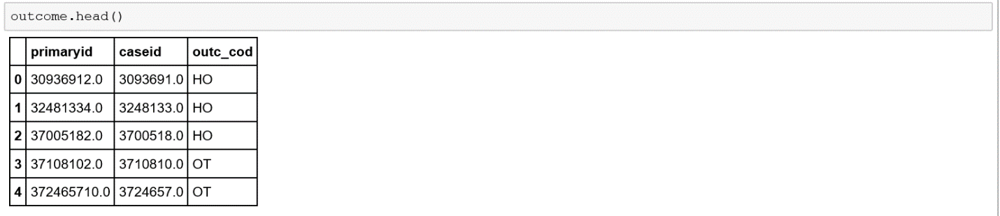 outcome.head()
primaryid caseid outc_cod
0 30936912.0 3093691.0 HO
1 32481334.0 3248133.0 HO
2 37005182.0 3700518.0 HO
3 37108102.0 3710810.0 OT
4 372465710.0 3724657.0 OT